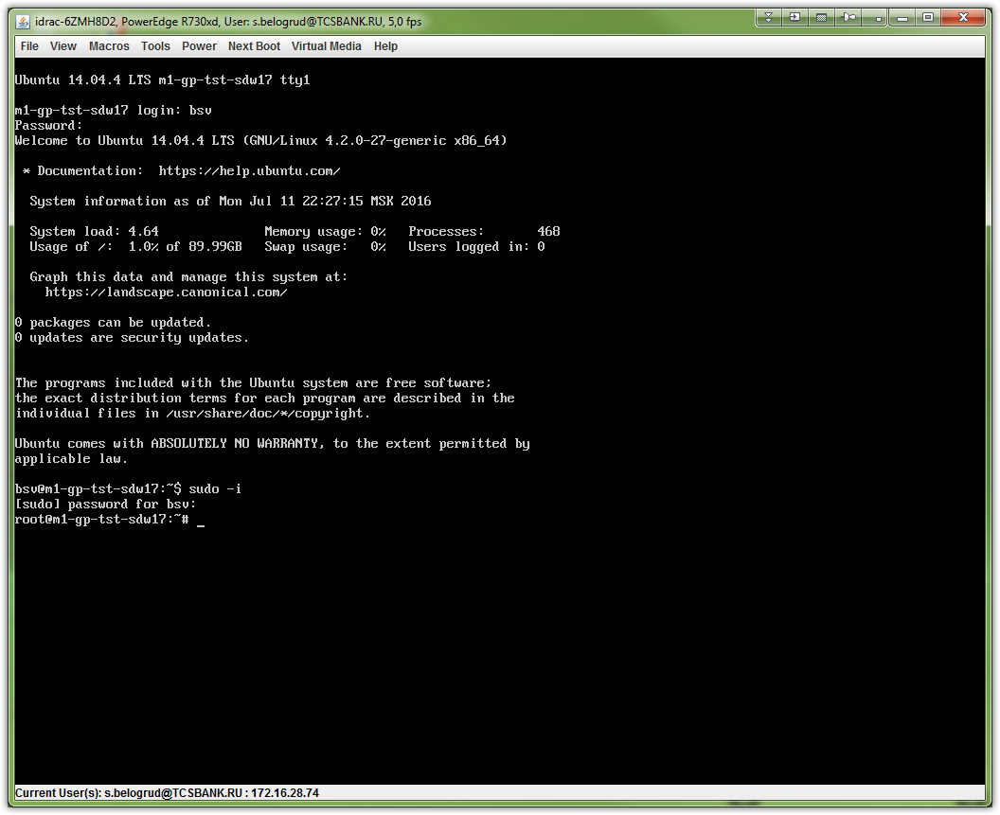 idrac-6ZMH8D2, PowerEdge R730xd, User: s.belogrud@TCSBANK.RU, 5,0 fps
File View Macros Tools Power Next Boot Virtual Media Help
Ubuntu 14.04.4 LTS m1-gp-tst-sdw17 tty1
m1-gp-tst-sdw17 login: bsv
Password:
Welcome to Ubuntu 14.04.4 LTS (GNU/Linux 4.2.0-27-generic x86_64)
* Documentation:  https://help.ubuntu.com/
System information as of Mon Jul 11 22:27:15 MSK 2016
System load: 4.64              Memory usage: 0%   Processes:       468
Usage of /:  1.0% of 89.99GB   Swap usage:   0%   Users logged in: 0
Graph this data and manage this system at:
https://landscape.canonical.com/
0 packages can be updated.
0 updates are security updates.
The programs included with the Ubuntu system are free software;
the exact distribution terms for each program are described in the
individual files in /usr/share/doc/*/copyright.
Ubuntu comes with ABSOLUTELY NO WARRANTY, to the extent permitted by
applicable law.
bsv@m1-gp-tst-sdw17:~$ sudo -i
[sudo] password for bsv:
root@m1-gp-tst-sdw17:~# _
Current User(s): s.belogrud@TCSBANK.RU : 172.16.28.74